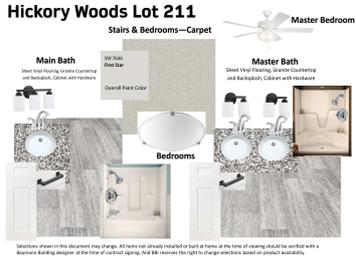 Hickory Woods Lot 211
Master Bedroom
Stairs & Bedrooms—Carpet
SW 7646
First Star
Overall Paint Color
Main Bath
Sheet Vinyl Flooring, Granite Countertop
and Backsplash, Cabinet with Hardware
Master Bath
Sheet Vinyl Flooring, Granite Countertop
and Backsplash, Cabinet with Hardware
Bedrooms
Selections shown in this document may change. All items not already installed or built at home at the time of viewing should be verified with a
Baumann Building designer at the time of contract signing. And BBI reserves the right to change selections based on product availability.